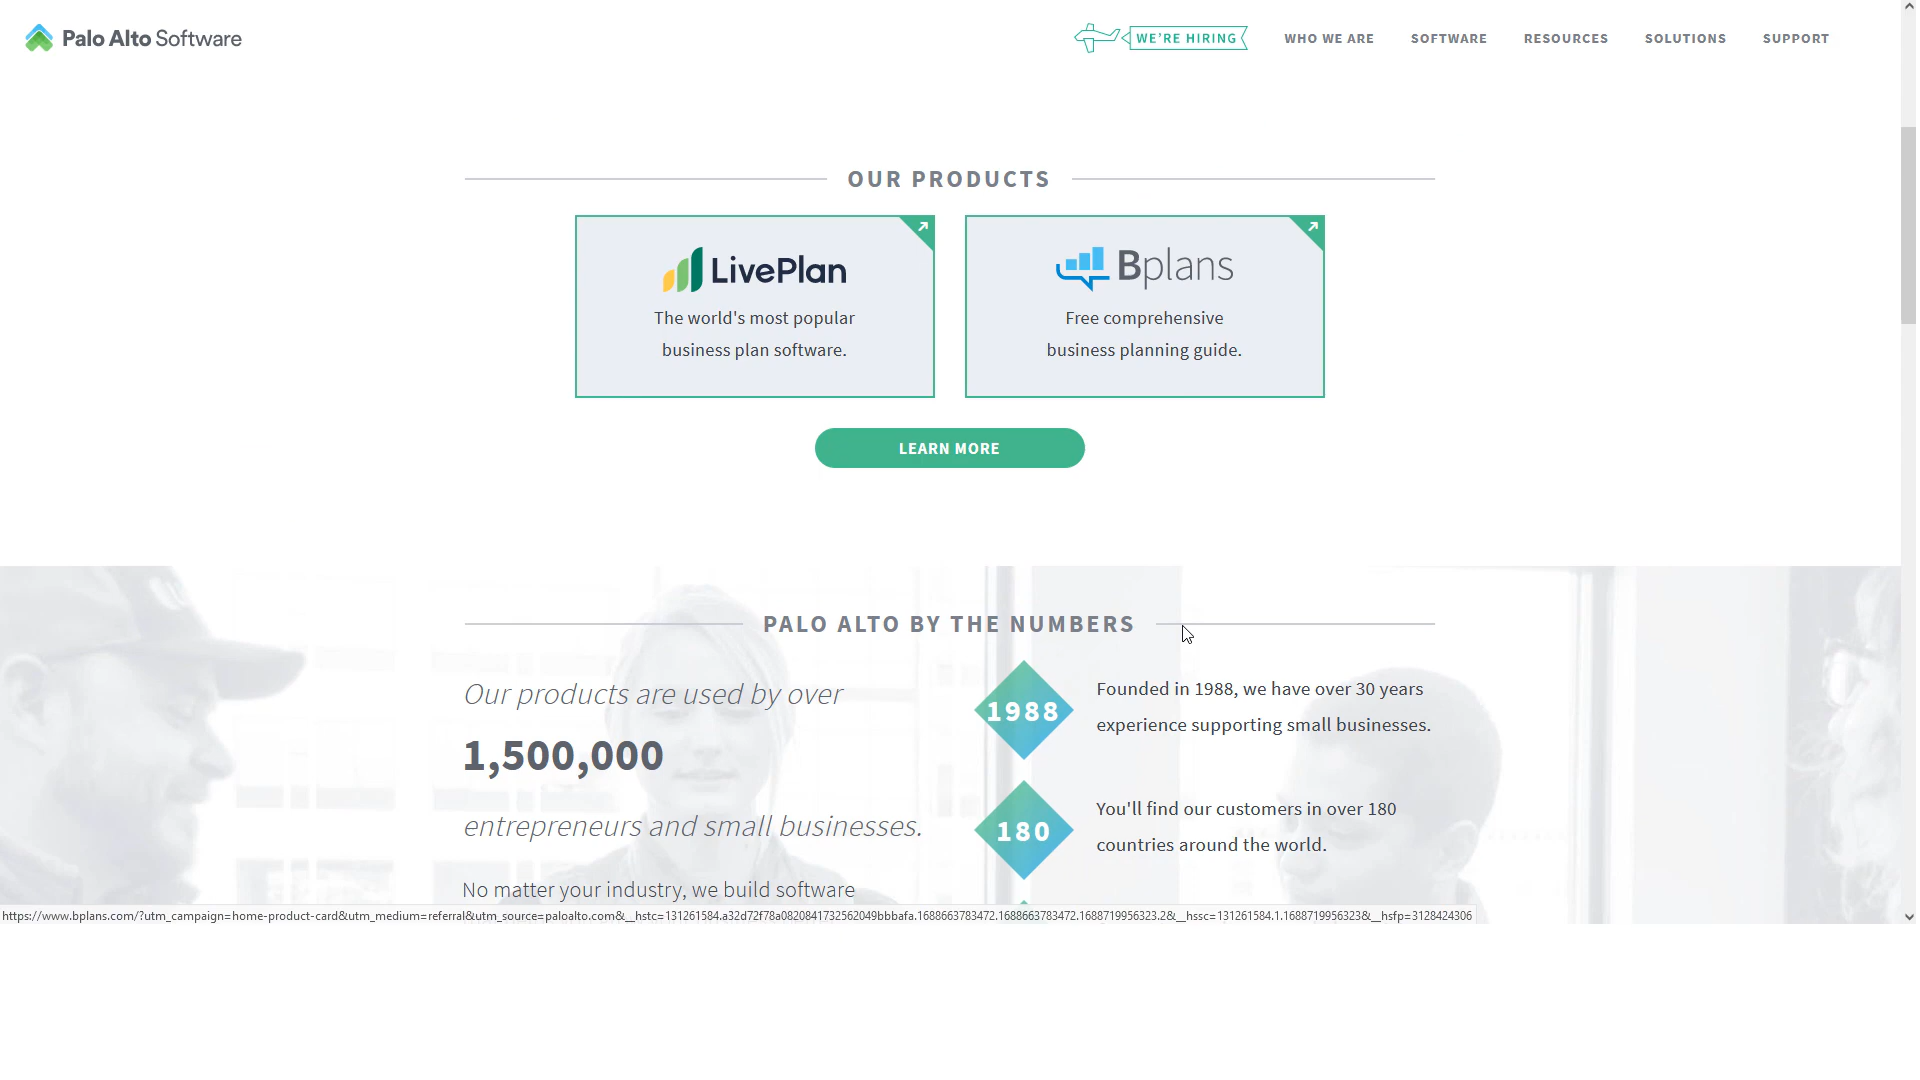 Palo Alto Software
WE'RE HIRING
WHO WE ARE
SOFTWARE
RESOURCES
SOLUTIONS
SUPPORT
OUR PRODUCTS
LivePlan
The world's most popular
business plan software.
Bplans
Free comprehensive
business planning guide.
LEARN MORE
PALO ALTO BY THE NUMBERS
Our products are used by over
1,500,000
entrepreneurs and small businesses.
No matter your industry, we build software
1988
Founded in 1988, we have over 30 years
experience supporting small businesses.
180
You'll find our customers in over 180
countries around the world.
https://www.bplans.com/?utm_campaign=home-product-card&utm_medium=referral&utm_source=paloalto.com&__hstc=131261584.a32d72f78a0820841732562049bbbafa.1688663783472.1688663783472.1688719956323.2&__hssc=131261584.1.1688719956323&__hsfp=3128424306